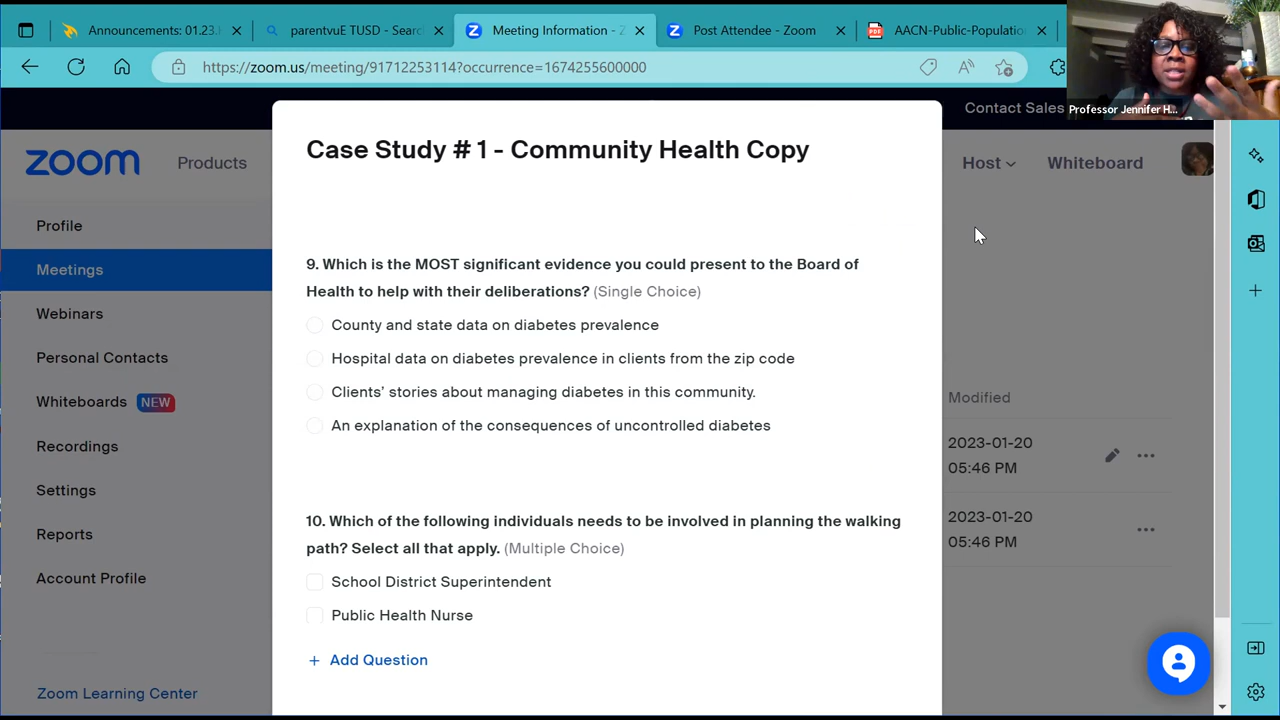 Announcements: 01.23.
parentvuE TUSD - Searc
Meeting Information - Z
Post Attendee - Zoom
AACN-Public-Populatio
https://zoom.us/meeting/91712253114?occurrence=1674255600000
Professor Jennifer H...
Contact Sales
zoom
Products
Host
Whiteboard
Profile
Meetings
Webinars
Personal Contacts
Whiteboards NEW
Recordings
Settings
Reports
Account Profile
Zoom Learning Center
Case Study # 1 - Community Health Copy
9. Which is the MOST significant evidence you could present to the Board of
Health to help with their deliberations? (Single Choice)
County and state data on diabetes prevalence
Hospital data on diabetes prevalence in clients from the zip code
Clients’ stories about managing diabetes in this community.
An explanation of the consequences of uncontrolled diabetes
10. Which of the following individuals needs to be involved in planning the walking
path? Select all that apply. (Multiple Choice)
School District Superintendent
Public Health Nurse
+ Add Question
Modified
2023-01-20
05:46 PM
2023-01-20
05:46 PM